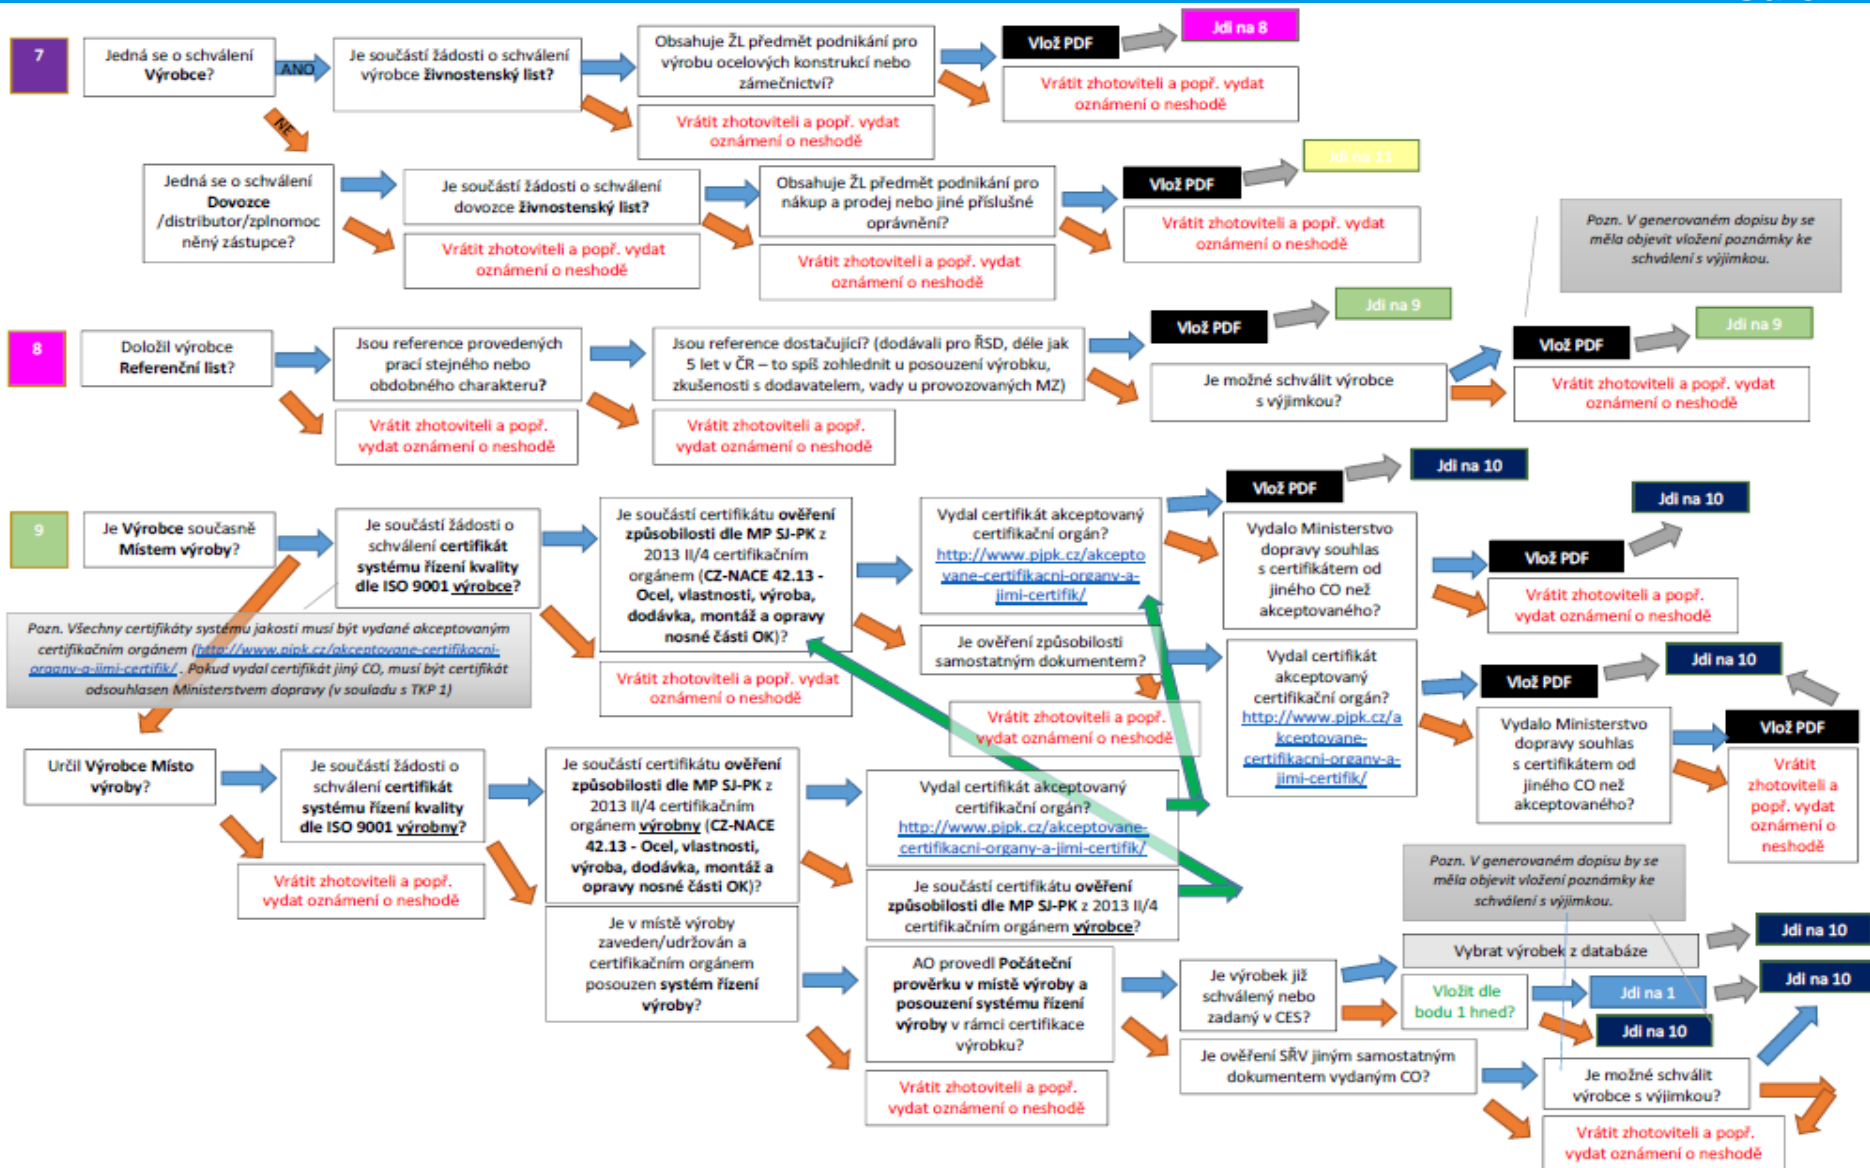 7
Jedná se o schválení
Výrobce?
ANO
Je součástí žádosti o schválení
výrobce živnostenský list?
Obsahuje ŽL předmět podnikání pro
výrobu ocelových konstrukcí nebo
zámečnictví?
Vlož PDF
Jdi na 8
Vrátit zhotoviteli a popř. vydat
oznámení o neshodě
Vrátit zhotoviteli a popř. vydat
oznámení o neshodě
NE
Jedná se o schválení
Dovozce
/distributor/zplnomoc
něný zástupce?
Je součástí žádosti o schválení
dovozce živnostenský list?
Obsahuje ŽL předmět podnikání pro
nákup a prodej nebo jiné příslušné
oprávnění?
Vlož PDF
Jdi na 11
Vrátit zhotoviteli a popř. vydat
oznámení o neshodě
Vrátit zhotoviteli a popř. vydat
oznámení o neshodě
Vrátit zhotoviteli a popř. vydat
oznámení o neshodě
Pozn. V generovaném dopisu by se
měla objevit vložení poznámky ke
schválení s výjimkou.
8
Doložil výrobce
Referenční list?
Jsou reference provedených
prací stejného nebo
obdobného charakteru?
Jsou reference dostačující? (dodávali pro ŘSD, déle jak
5 let v ČR – to spíš zohlednit u posouzení výrobku,
zkušenosti s dodavatelem, vady u provozovaných MZ)
Vlož PDF
Jdi na 9
Je možné schválit výrobce
s výjimkou?
Vlož PDF
Jdi na 9
Vrátit zhotoviteli a popř. vydat
oznámení o neshodě
Vrátit zhotoviteli a popř.
vydat oznámení o neshodě
Vrátit zhotoviteli a popř.
vydat oznámení o neshodě
9
Je Výrobce současně
Místem výroby?
Je součástí žádosti o
schválení certifikát
systému řízení kvality
dle ISO 9001 výrobce?
Je součástí certifikátu ověření
způsobilosti dle MP SJ-PK z
2013 II/4 certifikačním
orgánem (CZ-NACE 42.13 -
Ocel, vlastnosti, výroba,
dodávka, montáž a opravy
nosné části OK)?
Vydal certifikát akceptovaný
certifikační orgán?
http://www.pjpk.cz/akcepto
vane-certifikacni-organy-a-
jimi-certifik/
Vlož PDF
Jdi na 10
Vydalo Ministerstvo
dopravy souhlas
s certifikátem od
jiného CO než
akceptovaného?
Vlož PDF
Jdi na 10
Vrátit zhotoviteli a popř.
vydat oznámení o neshodě
Pozn. Všechny certifikáty systému jakosti musí být vydané akceptovaným
certifikačním orgánem (http://www.pjpk.cz/akceptovane-certifikacni-
organy-a-jimi-certifik/ . Pokud vydal certifikát jiný CO, musí být certifikát
odsouhlasen Ministerstvem dopravy (v souladu s TKP 1)
Vrátit zhotoviteli a popř. vydat
oznámení o neshodě
Je ověření způsobilosti
samostatným dokumentem?
Vrátit zhotoviteli a popř.
vydat oznámení o neshodě
Vydal certifikát
akceptovaný
certifikační orgán?
http://www.pjpk.cz/a
kceptovane-
certifikacni-organy-a-
jimi-certifik/
Vlož PDF
Jdi na 10
Vydalo Ministerstvo
dopravy souhlas
s certifikátem od
jiného CO než
akceptovaného?
Vlož PDF
Vrátit
zhotoviteli a
popř. vydat
oznámení o
neshodě
Určil Výrobce Místo
výroby?
Je součástí žádosti o
schválení certifikát
systému řízení kvality
dle ISO 9001 výrobny?
Je součástí certifikátu ověření
způsobilosti dle MP SJ-PK z
2013 II/4 certifikačním
orgánem výrobny (CZ-NACE
42.13 - Ocel, vlastnosti,
výroba, dodávka, montáž a
opravy nosné části OK)?
Vydal certifikát akceptovaný
certifikační orgán?
http://www.pjpk.cz/akceptovane-
certifikacni-organy-a-jimi-certifik/
Vrátit zhotoviteli a popř.
vydat oznámení o neshodě
Je součástí certifikátu ověření
způsobilosti dle MP SJ-PK z 2013 II/4
certifikačním orgánem výrobce?
Pozn. V generovaném dopisu by se
měla objevit vložení poznámky ke
schválení s výjimkou.
Je v místě výroby
zaveden/udržován a
certifikačním orgánem
posouzen systém řízení
výroby?
AO provedl Počáteční
prověrku v místě výroby a
posouzení systému řízení
výroby v rámci certifikace
výrobku?
Je výrobek již
schválený nebo
zadaný v CES?
Vybrat výrobek z databáze
Jdi na 10
Vložit dle
bodu 1 hned?
Jdi na 1
Jdi na 10
Jdi na 10
Je ověření SŘV jiným samostatným
dokumentem vydaným CO?
Je možné schválit
výrobce s výjimkou?
Vrátit zhotoviteli a popř.
vydat oznámení o neshodě
Vrátit zhotoviteli a popř.
vydat oznámení o neshodě